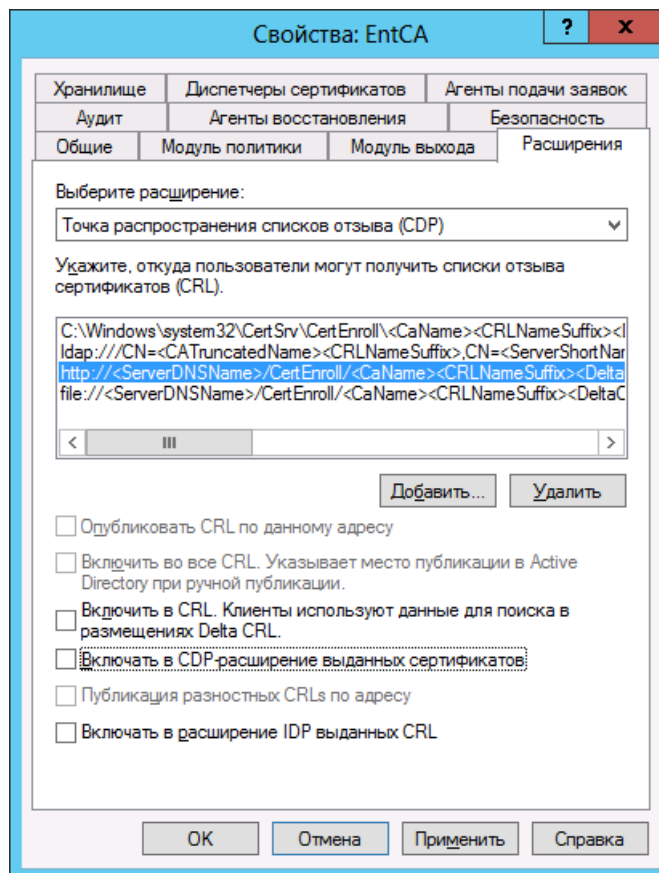 Свойства: EntCA
?
x
Хранилище
Диспетчеры сертификатов
Агенты подачи заявок
Аудит
Агенты восстановления
Безопасность
Общие
Модуль политики
Модуль выхода
Расширения
Выберите расширение:
Точка распространения списков отзыва (CDP)
Укажите, откуда пользователи могут получить списки отзыва
сертификатов (CRL).
C:\Windows\system32\CertSrv\CertEnroll\<CaName><CRLNameSuffix><
ldap:///CN=<CATruncatedName><CRLNameSuffix>,CN=<ServerShortNar
http://<ServerDNSName>/CertEnroll/<CaName><CRLNameSuffix><Delta
file://<ServerDNSName>/CertEnroll/<CaName><CRLNameSuffix><DeltaC
Добавить...
Удалить
Опубликовать CRL по данному адресу
Включить во все CRL. Указывает место публикации в Active
Directory при ручной публикации.
Включить в CRL. Клиенты используют данные для поиска в
размещениях Delta CRL.
Включать в CDP-расширение выданных сертификатов
Публикация разностных CRLs по адресу
Включать в расширение IDP выданных CRL
OK
Отмена
Применить
Справка